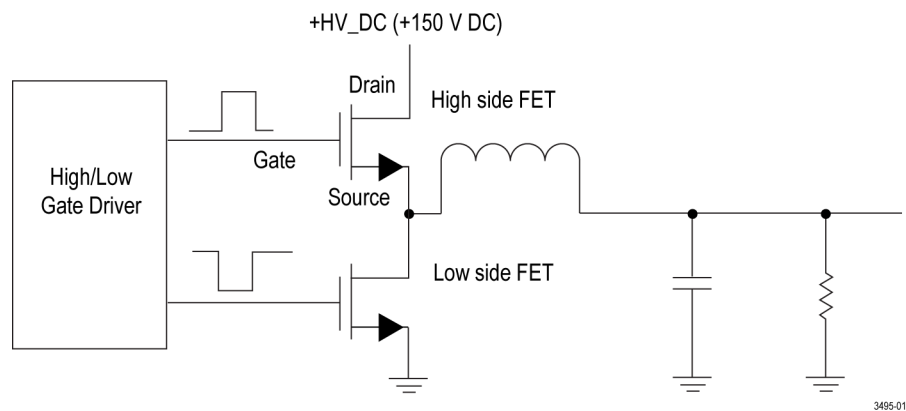 +HV_DC (+150 V DC)
Drain
High side FET
High/Low
Gate Driver
Gate
Source
Low side FET
3495-01